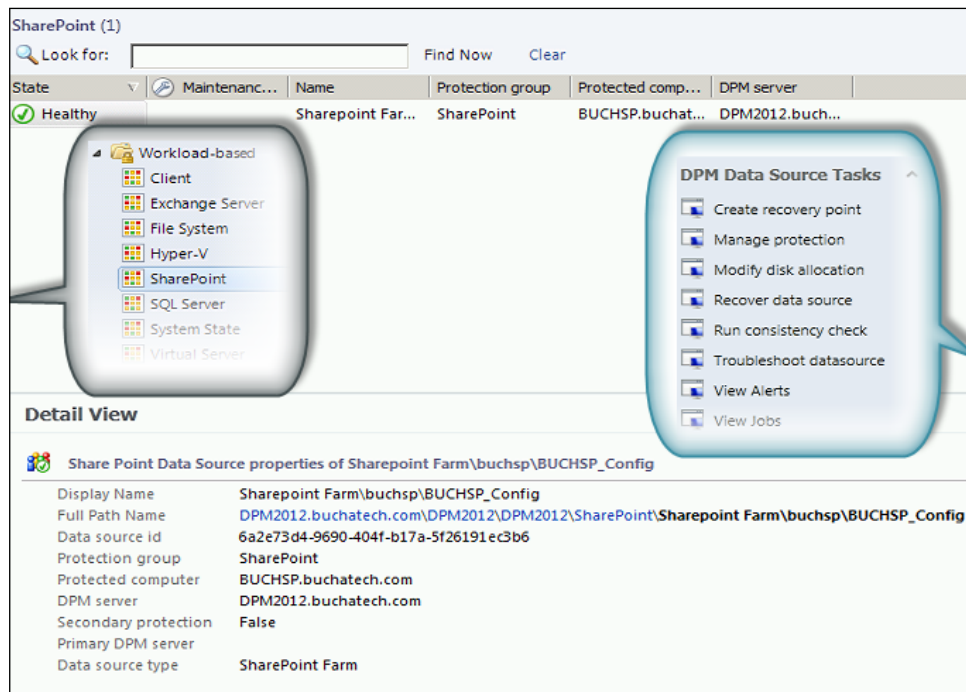 SharePoint (1)
Look for:
Find Now
Clear
State
Maintenanc...
Name
Protection group
Protected comp...
DPM server
Healthy
Sharepoint Far...
SharePoint
BUCHSP.buchat...
DPM2012.buch...
Workload-based
Client
Exchange Server
File System
Hyper-V
SharePoint
SQL Server
System State
Virtual Server
DPM Data Source Tasks
Create recovery point
Manage protection
Modify disk allocation
Recover data source
Run consistency check
Troubleshoot datasource
View Alerts
View Jobs
Detail View
Share Point Data Source properties of Sharepoint Farm\buchsp\BUCHSP_Config
Display Name Sharepoint Farm\buchsp\BUCHSP_Config
Full Path Name DPM2012.buchatech.com\DPM2012\DPM2012\SharePoint\Sharepoint Farm\buchsp\BUCHSP_Config
Data source id 6a2e73d4-9690-404f-b17a-5f26191ec3b6
Protection group SharePoint
Protected computer BUCHSP.buchatech.com
DPM server DPM2012.buchatech.com
Secondary protection False
Primary DPM server
Data source type SharePoint Farm